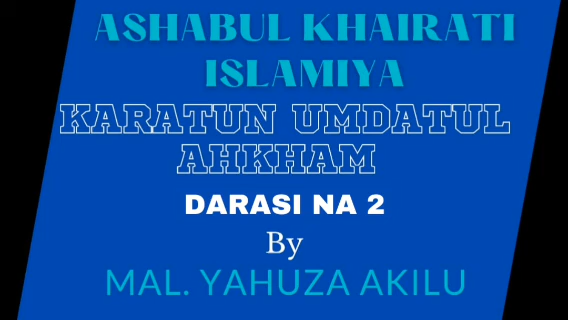 ASHABUL KHAIRATI
ISLAMIYA
KARATUN UMDATUL
AHKHAM
DARASI NA 2
By
MAL. YAHUZA AKILU